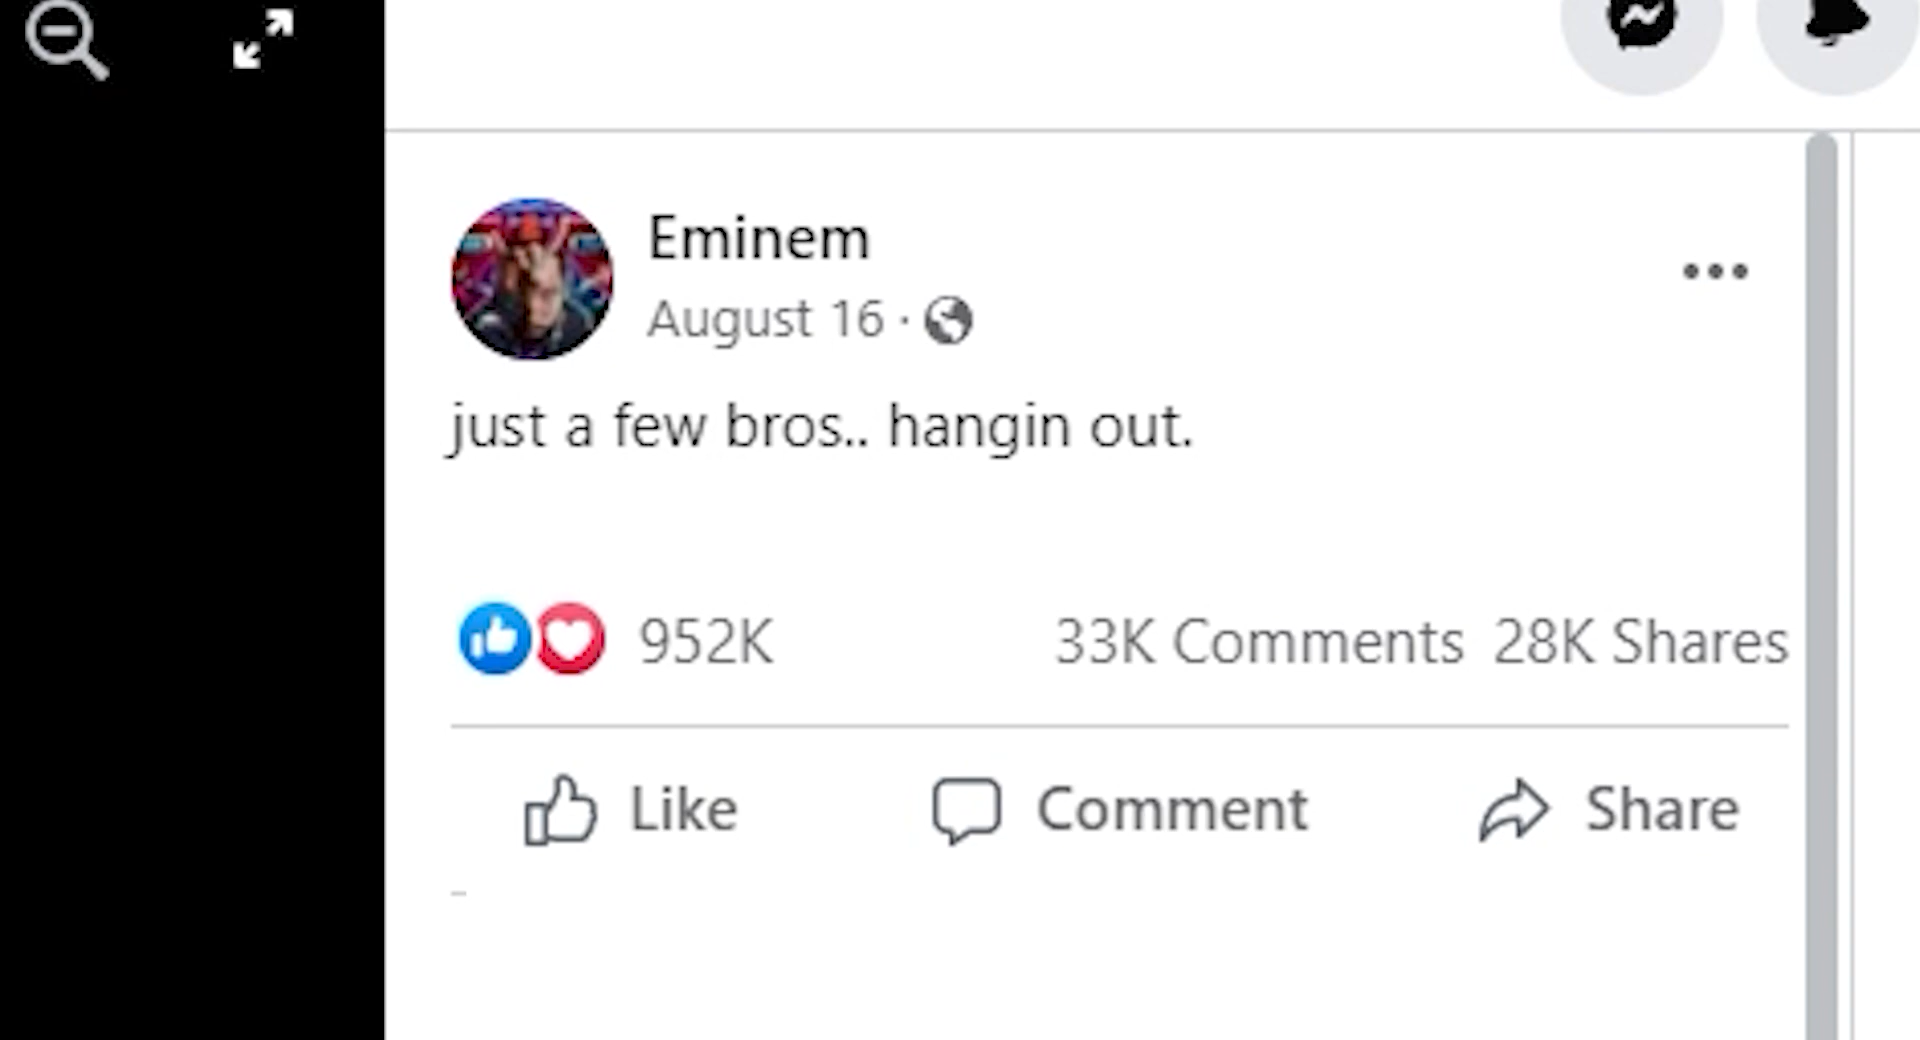 Eminem
August 16 ·
just a few bros.. hangin out.
952K 33K Comments 28K Shares
Like Comment Share